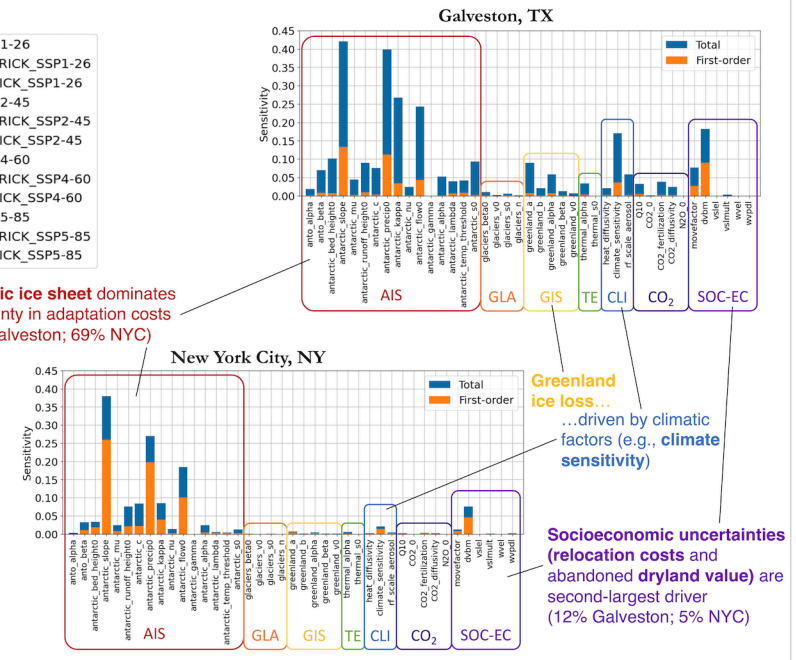 Galveston, TX
1-26
RICK_SSP1-26
ICK_SSP1-26
2-45
RICK_SSP2-45
ICK_SSP2-45
4-60
RICK_SSP4-60
ICK_SSP4-60
5-85
RICK_SSP5-85
ICK_SSP5-85
Sensitivity
0.45
0.40
0.35
0.30
0.25
0.20
0.15
0.10
0.05
0.00
Total
First-order
anto_alpha
anto_beta
antarctic_bed_height0
antarctic_slope
antarctic_mu
antarctic_runoff_height0
antarctic_c
antarctic_precip0
antarctic_kappa
antarctic_nu
antarctic_flow0
antarctic_gamma
antarctic_alpha
antarctic_lambda
antarctic_temp_threshold
antarctic_s0
glaciers_beta0
glaciers_v0
glaciers_s0
glaciers_n
greenland_a
greenland_b
greenland_alpha
greenland_beta
greenland_v0
thermal_alpha
thermal_s0
heat_diffusivity
climate_sensitivity
rf_scale_aerosol
Q10
CO2_0
CO2_fertilization
CO2_diffusivity
N2O_0
movefactor
dvbm
vslel
vslmult
wvel
wvpdl
AIS
GLA
GIS
TE
CLI
CO2
SOC-EC
ic ice sheet dominates
nty in adaptation costs
alveston; 69% NYC)
New York City, NY
Sensitivity
0.45
0.40
0.35
0.30
0.25
0.20
0.15
0.10
0.05
0.00
Total
First-order
anto_alpha
anto_beta
antarctic_bed_height0
antarctic_slope
antarctic_mu
antarctic_runoff_height0
antarctic_c
antarctic_precip0
antarctic_kappa
antarctic_nu
antarctic_flow0
antarctic_gamma
antarctic_alpha
antarctic_lambda
antarctic_temp_threshold
antarctic_s0
glaciers_beta0
glaciers_v0
glaciers_s0
glaciers_n
greenland_a
greenland_b
greenland_alpha
greenland_beta
greenland_v0
thermal_alpha
thermal_s0
heat_diffusivity
climate_sensitivity
rf_scale_aerosol
Q10
CO2_0
CO2_fertilization
CO2_diffusivity
N2O_0
movefactor
dvbm
vslel
vslmult
wvel
wvpdl
AIS
GLA
GIS
TE
CLI
CO2
SOC-EC
Greenland
ice loss…
…driven by climatic
factors (e.g., climate
sensitivity)
Socioeconomic uncertainties
(relocation costs and
abandoned dryland value) are
second-largest driver
(12% Galveston; 5% NYC)